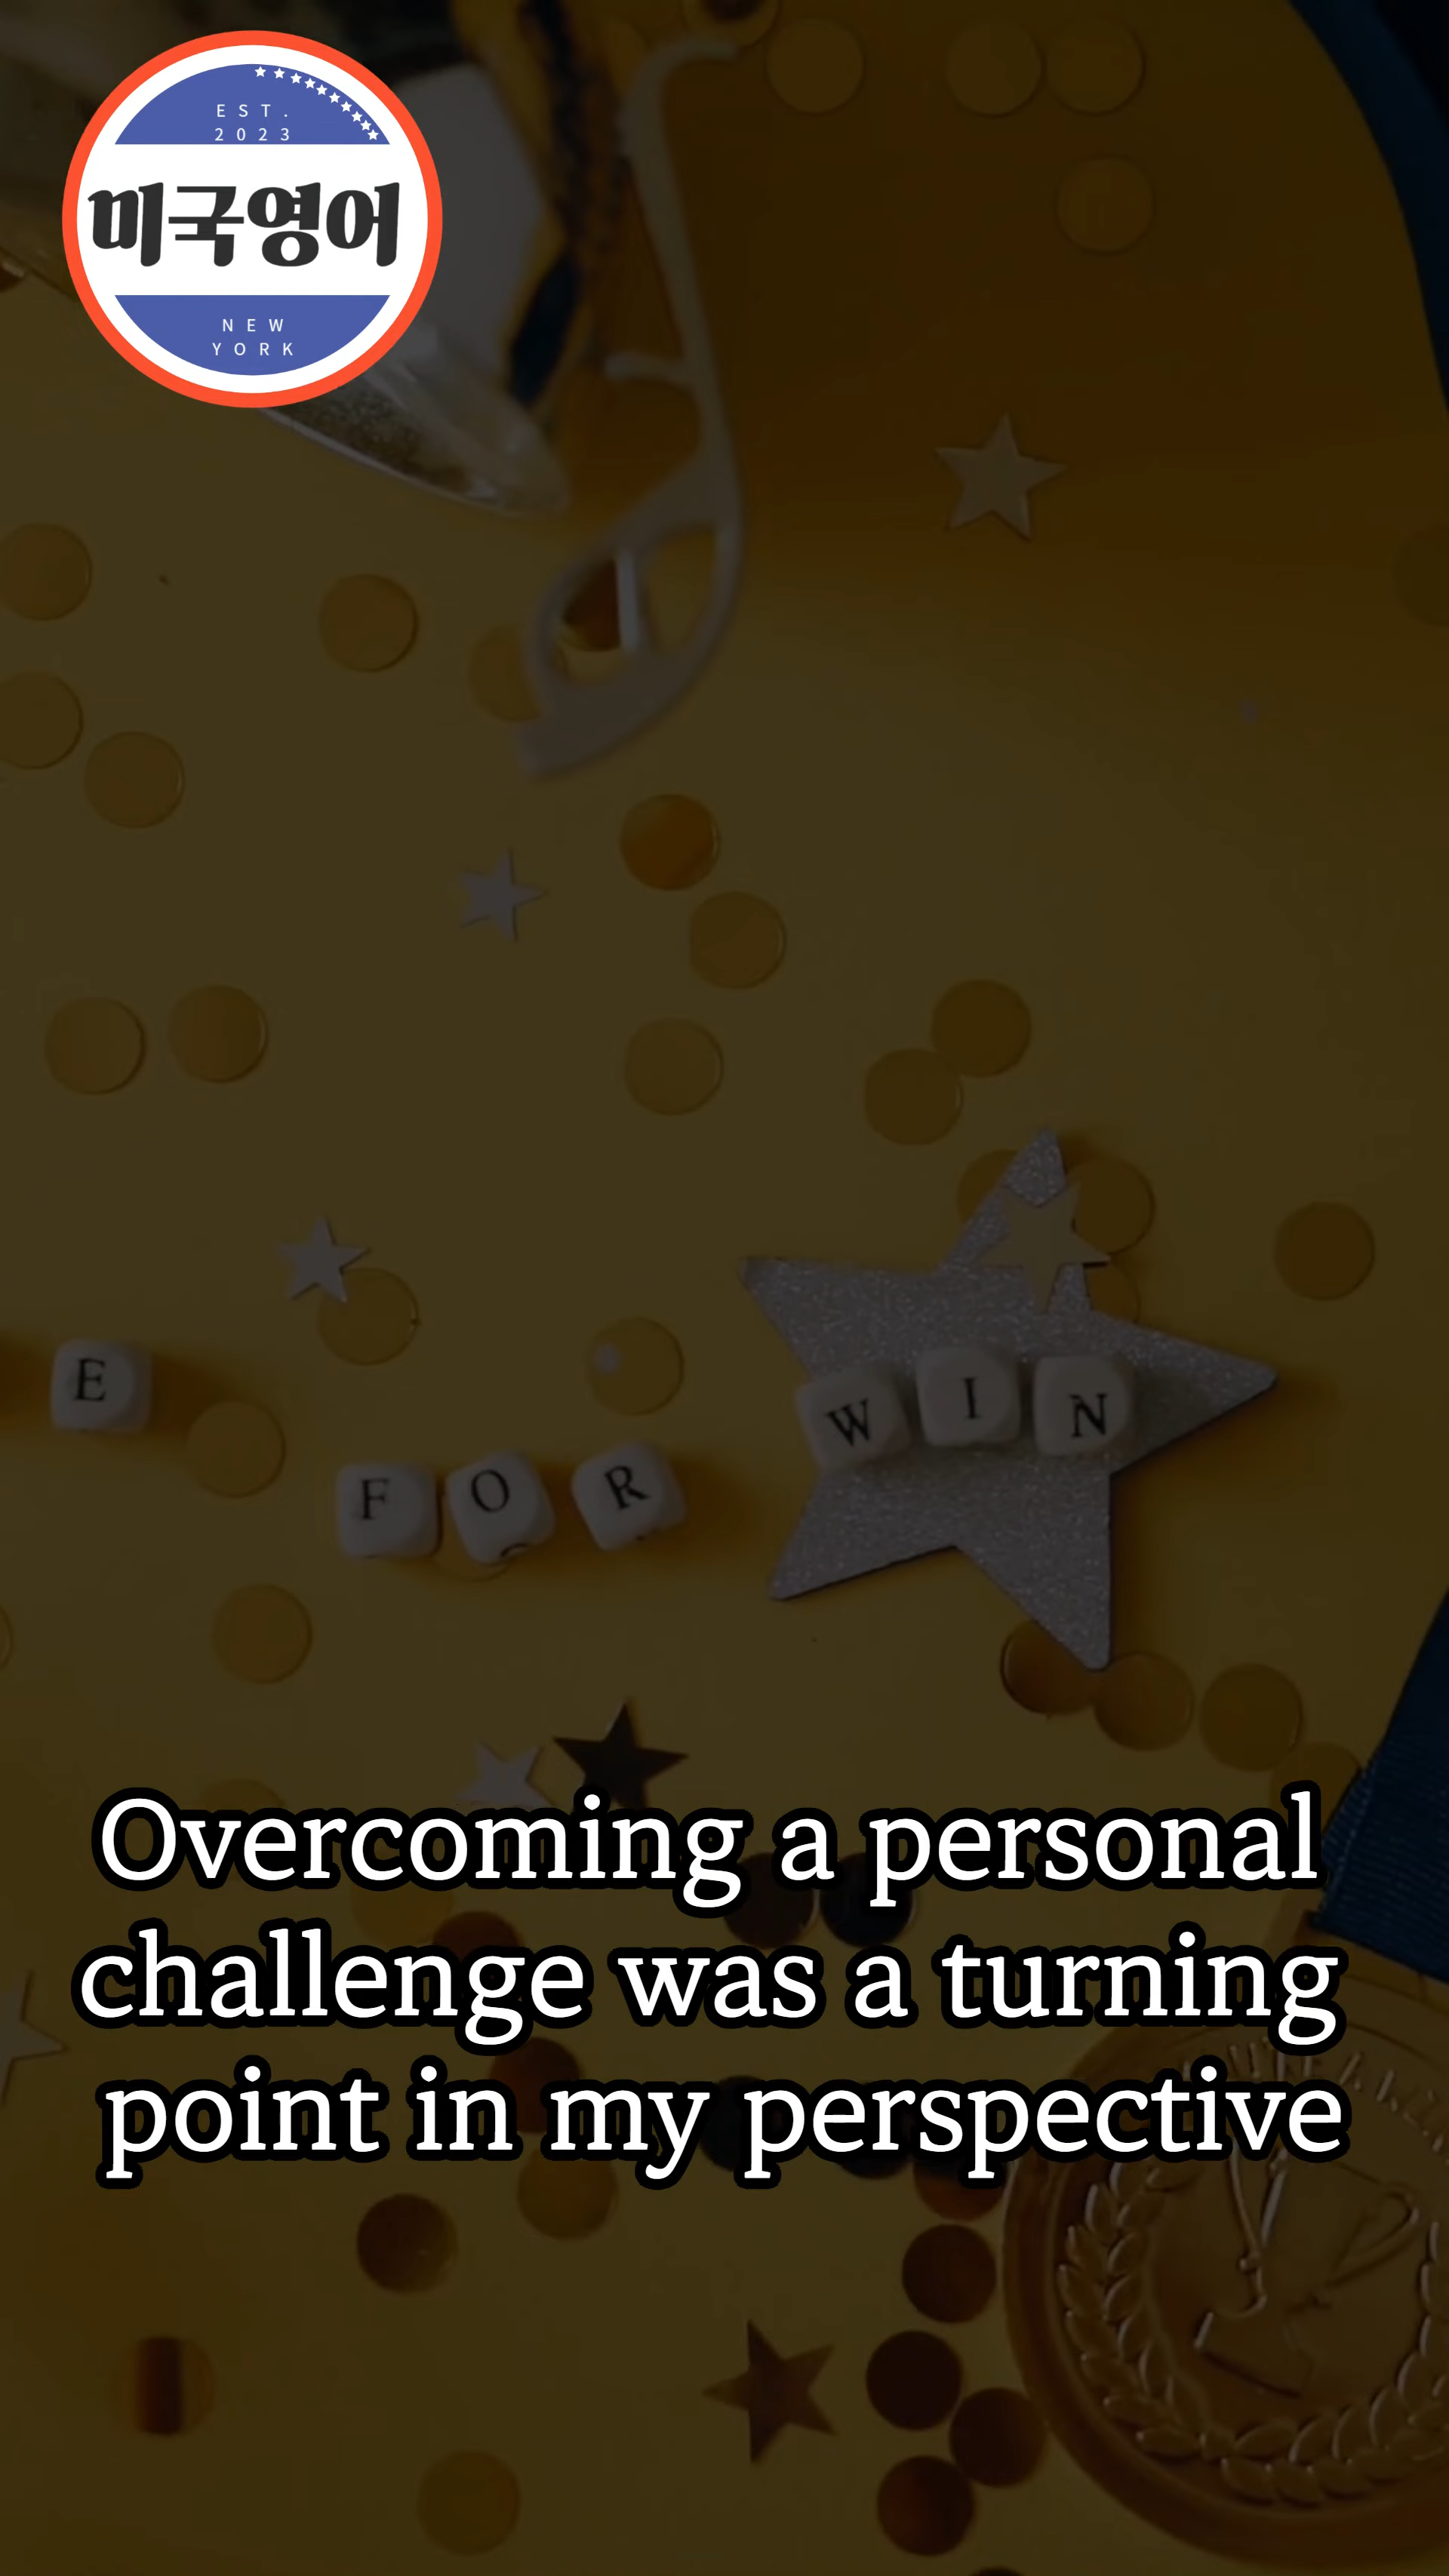 EST.
2023
미국영어
NEW
YORK
E
FOR
WIN
Overcoming a personal
challenge was a turning
point in my perspective